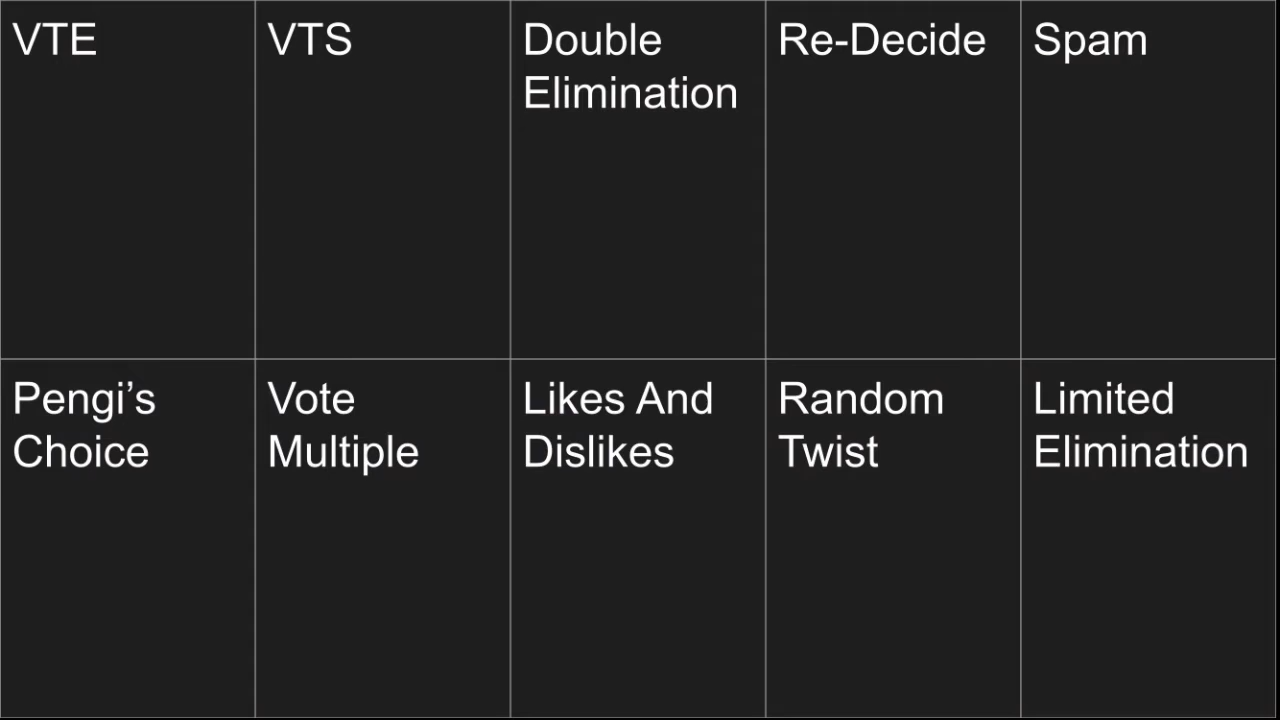 VTE
VTS
Double
Elimination
Re-Decide
Spam
Pengi’s
Choice
Vote
Multiple
Likes And
Dislikes
Random
Twist
Limited
Elimination